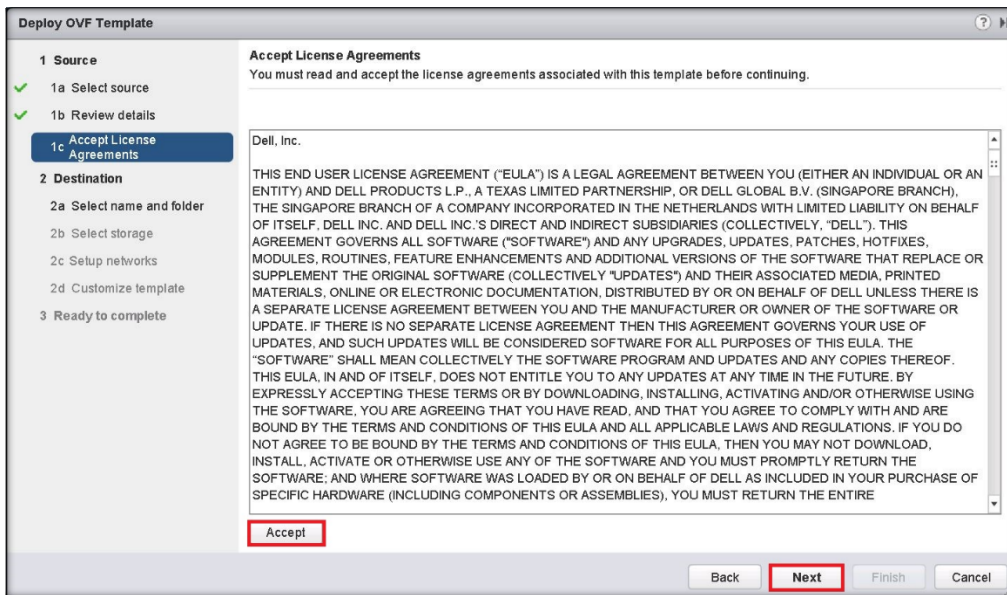 Deploy OVF Template
?
1 Source
1a Select source
1b Review details
1c Accept License
Agreements
2 Destination
2a Select name and folder
2b Select storage
2c Setup networks
2d Customize template
3 Ready to complete
Accept License Agreements
You must read and accept the license agreements associated with this template before continuing.
Dell, Inc.
THIS END USER LICENSE AGREEMENT (“EULA”) IS A LEGAL AGREEMENT BETWEEN YOU (EITHER AN INDIVIDUAL OR AN
ENTITY) AND DELL PRODUCTS L.P., A TEXAS LIMITED PARTNERSHIP, OR DELL GLOBAL B.V. (SINGAPORE BRANCH),
THE SINGAPORE BRANCH OF A COMPANY INCORPORATED IN THE NETHERLANDS WITH LIMITED LIABILITY ON BEHALF
OF ITSELF, DELL INC. AND DELL INC.’S DIRECT AND INDIRECT SUBSIDIARIES (COLLECTIVELY, “DELL”). THIS
AGREEMENT GOVERNS ALL SOFTWARE ("SOFTWARE") AND ANY UPGRADES, UPDATES, PATCHES, HOTFIXES,
MODULES, ROUTINES, FEATURE ENHANCEMENTS AND ADDITIONAL VERSIONS OF THE SOFTWARE THAT REPLACE OR
SUPPLEMENT THE ORIGINAL SOFTWARE (COLLECTIVELY "UPDATES") AND THEIR ASSOCIATED MEDIA, PRINTED
MATERIALS, ONLINE OR ELECTRONIC DOCUMENTATION, DISTRIBUTED BY OR ON BEHALF OF DELL UNLESS THERE IS
A SEPARATE LICENSE AGREEMENT BETWEEN YOU AND THE MANUFACTURER OR OWNER OF THE SOFTWARE OR
UPDATE. IF THERE IS NO SEPARATE LICENSE AGREEMENT THEN THIS AGREEMENT GOVERNS YOUR USE OF
UPDATES, AND SUCH UPDATES WILL BE CONSIDERED SOFTWARE FOR ALL PURPOSES OF THIS EULA. THE
“SOFTWARE” SHALL MEAN COLLECTIVELY THE SOFTWARE PROGRAM AND UPDATES AND ANY COPIES THEREOF.
THIS EULA, IN AND OF ITSELF, DOES NOT ENTITLE YOU TO ANY UPDATES AT ANY TIME IN THE FUTURE. BY
EXPRESSLY ACCEPTING THESE TERMS OR BY DOWNLOADING, INSTALLING, ACTIVATING AND/OR OTHERWISE USING
THE SOFTWARE, YOU ARE AGREEING THAT YOU HAVE READ, AND THAT YOU AGREE TO COMPLY WITH AND ARE
BOUND BY THE TERMS AND CONDITIONS OF THIS EULA AND ALL APPLICABLE LAWS AND REGULATIONS. IF YOU DO
NOT AGREE TO BE BOUND BY THE TERMS AND CONDITIONS OF THIS EULA, THEN YOU MAY NOT DOWNLOAD,
INSTALL, ACTIVATE OR OTHERWISE USE ANY OF THE SOFTWARE AND YOU MUST PROMPTLY RETURN THE
SOFTWARE; AND WHERE SOFTWARE WAS LOADED BY OR ON BEHALF OF DELL AS INCLUDED IN YOUR PURCHASE OF
SPECIFIC HARDWARE (INCLUDING COMPONENTS OR ASSEMBLIES), YOU MUST RETURN THE ENTIRE
Accept
Back Next Finish Cancel